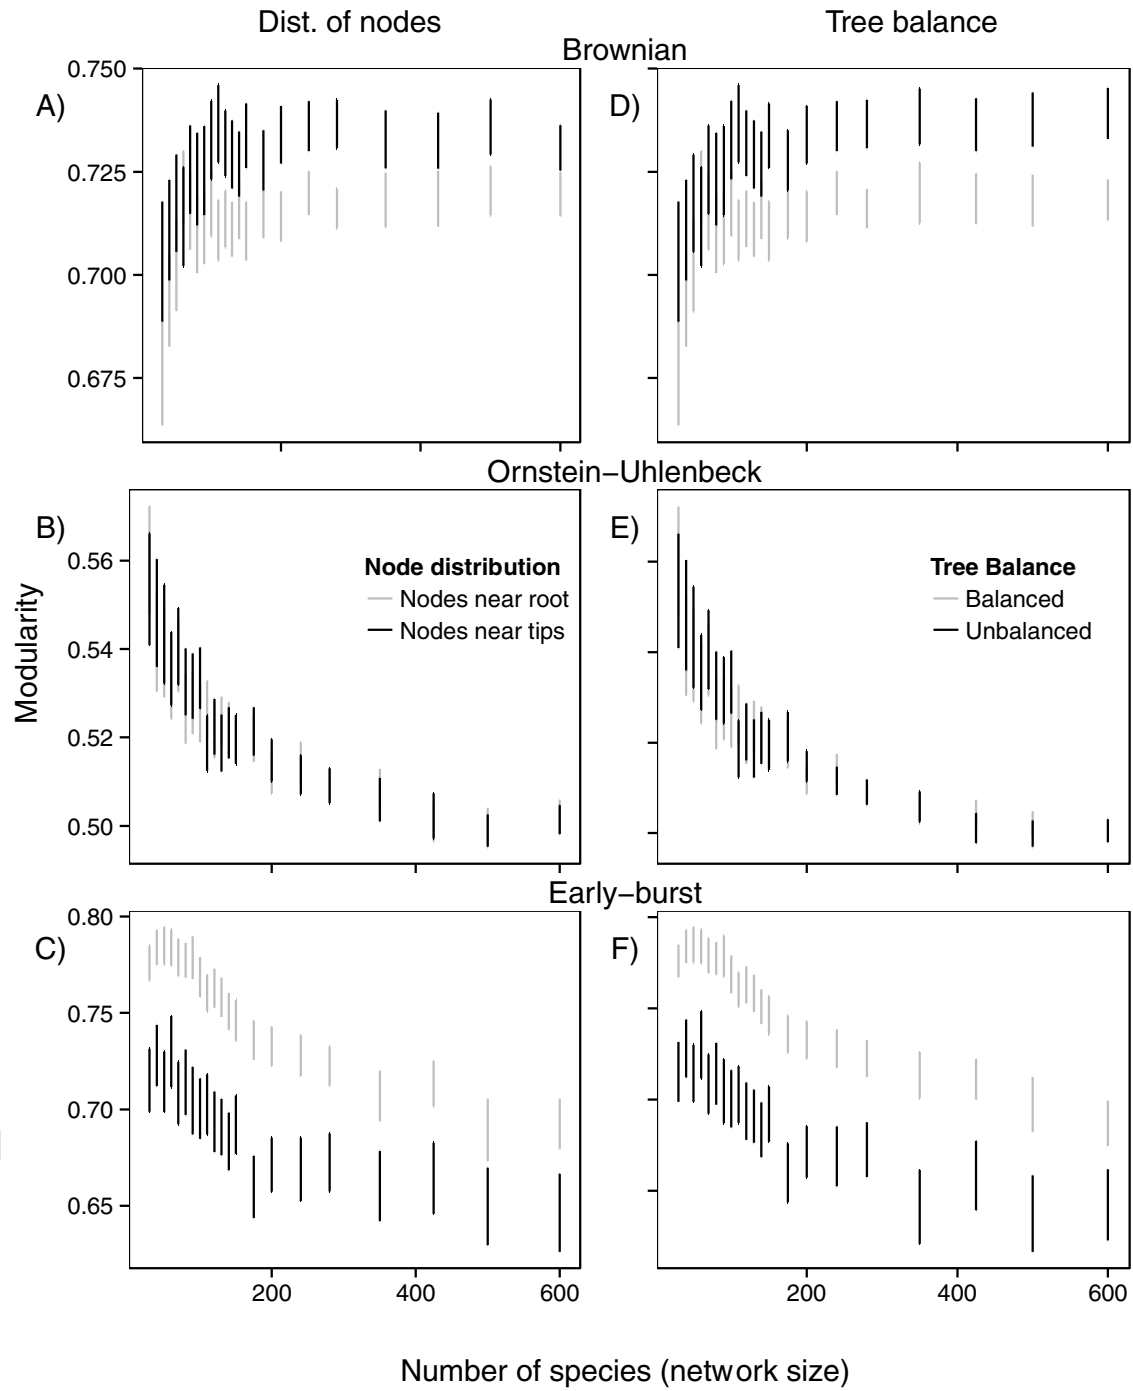 Dist. of nodes
Tree balance
Brownian
A)
D)
0.750
0.725
0.700
0.675
Ornstein−Uhlenbeck
B)
E)
0.56
0.54
0.52
0.50
Node distribution
Nodes near root
Nodes near tips
Tree Balance
Balanced
Unbalanced
Modularity
Early−burst
C)
F)
0.80
0.75
0.70
0.65
200 400 600
200 400 600
Number of species (network size)